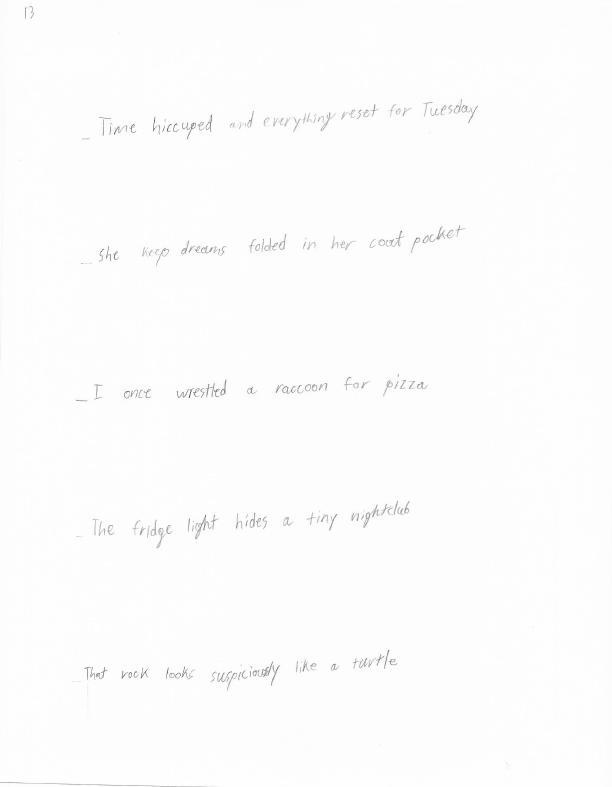 13
_ Time hiccuped and everything reset for Tuesday
_ She keep dreams folded in her coat pocket
_ I once wrestled a raccoon for pizza
_ The fridge light hides a tiny nightclub
_ That rock looks suspiciously like a turtle